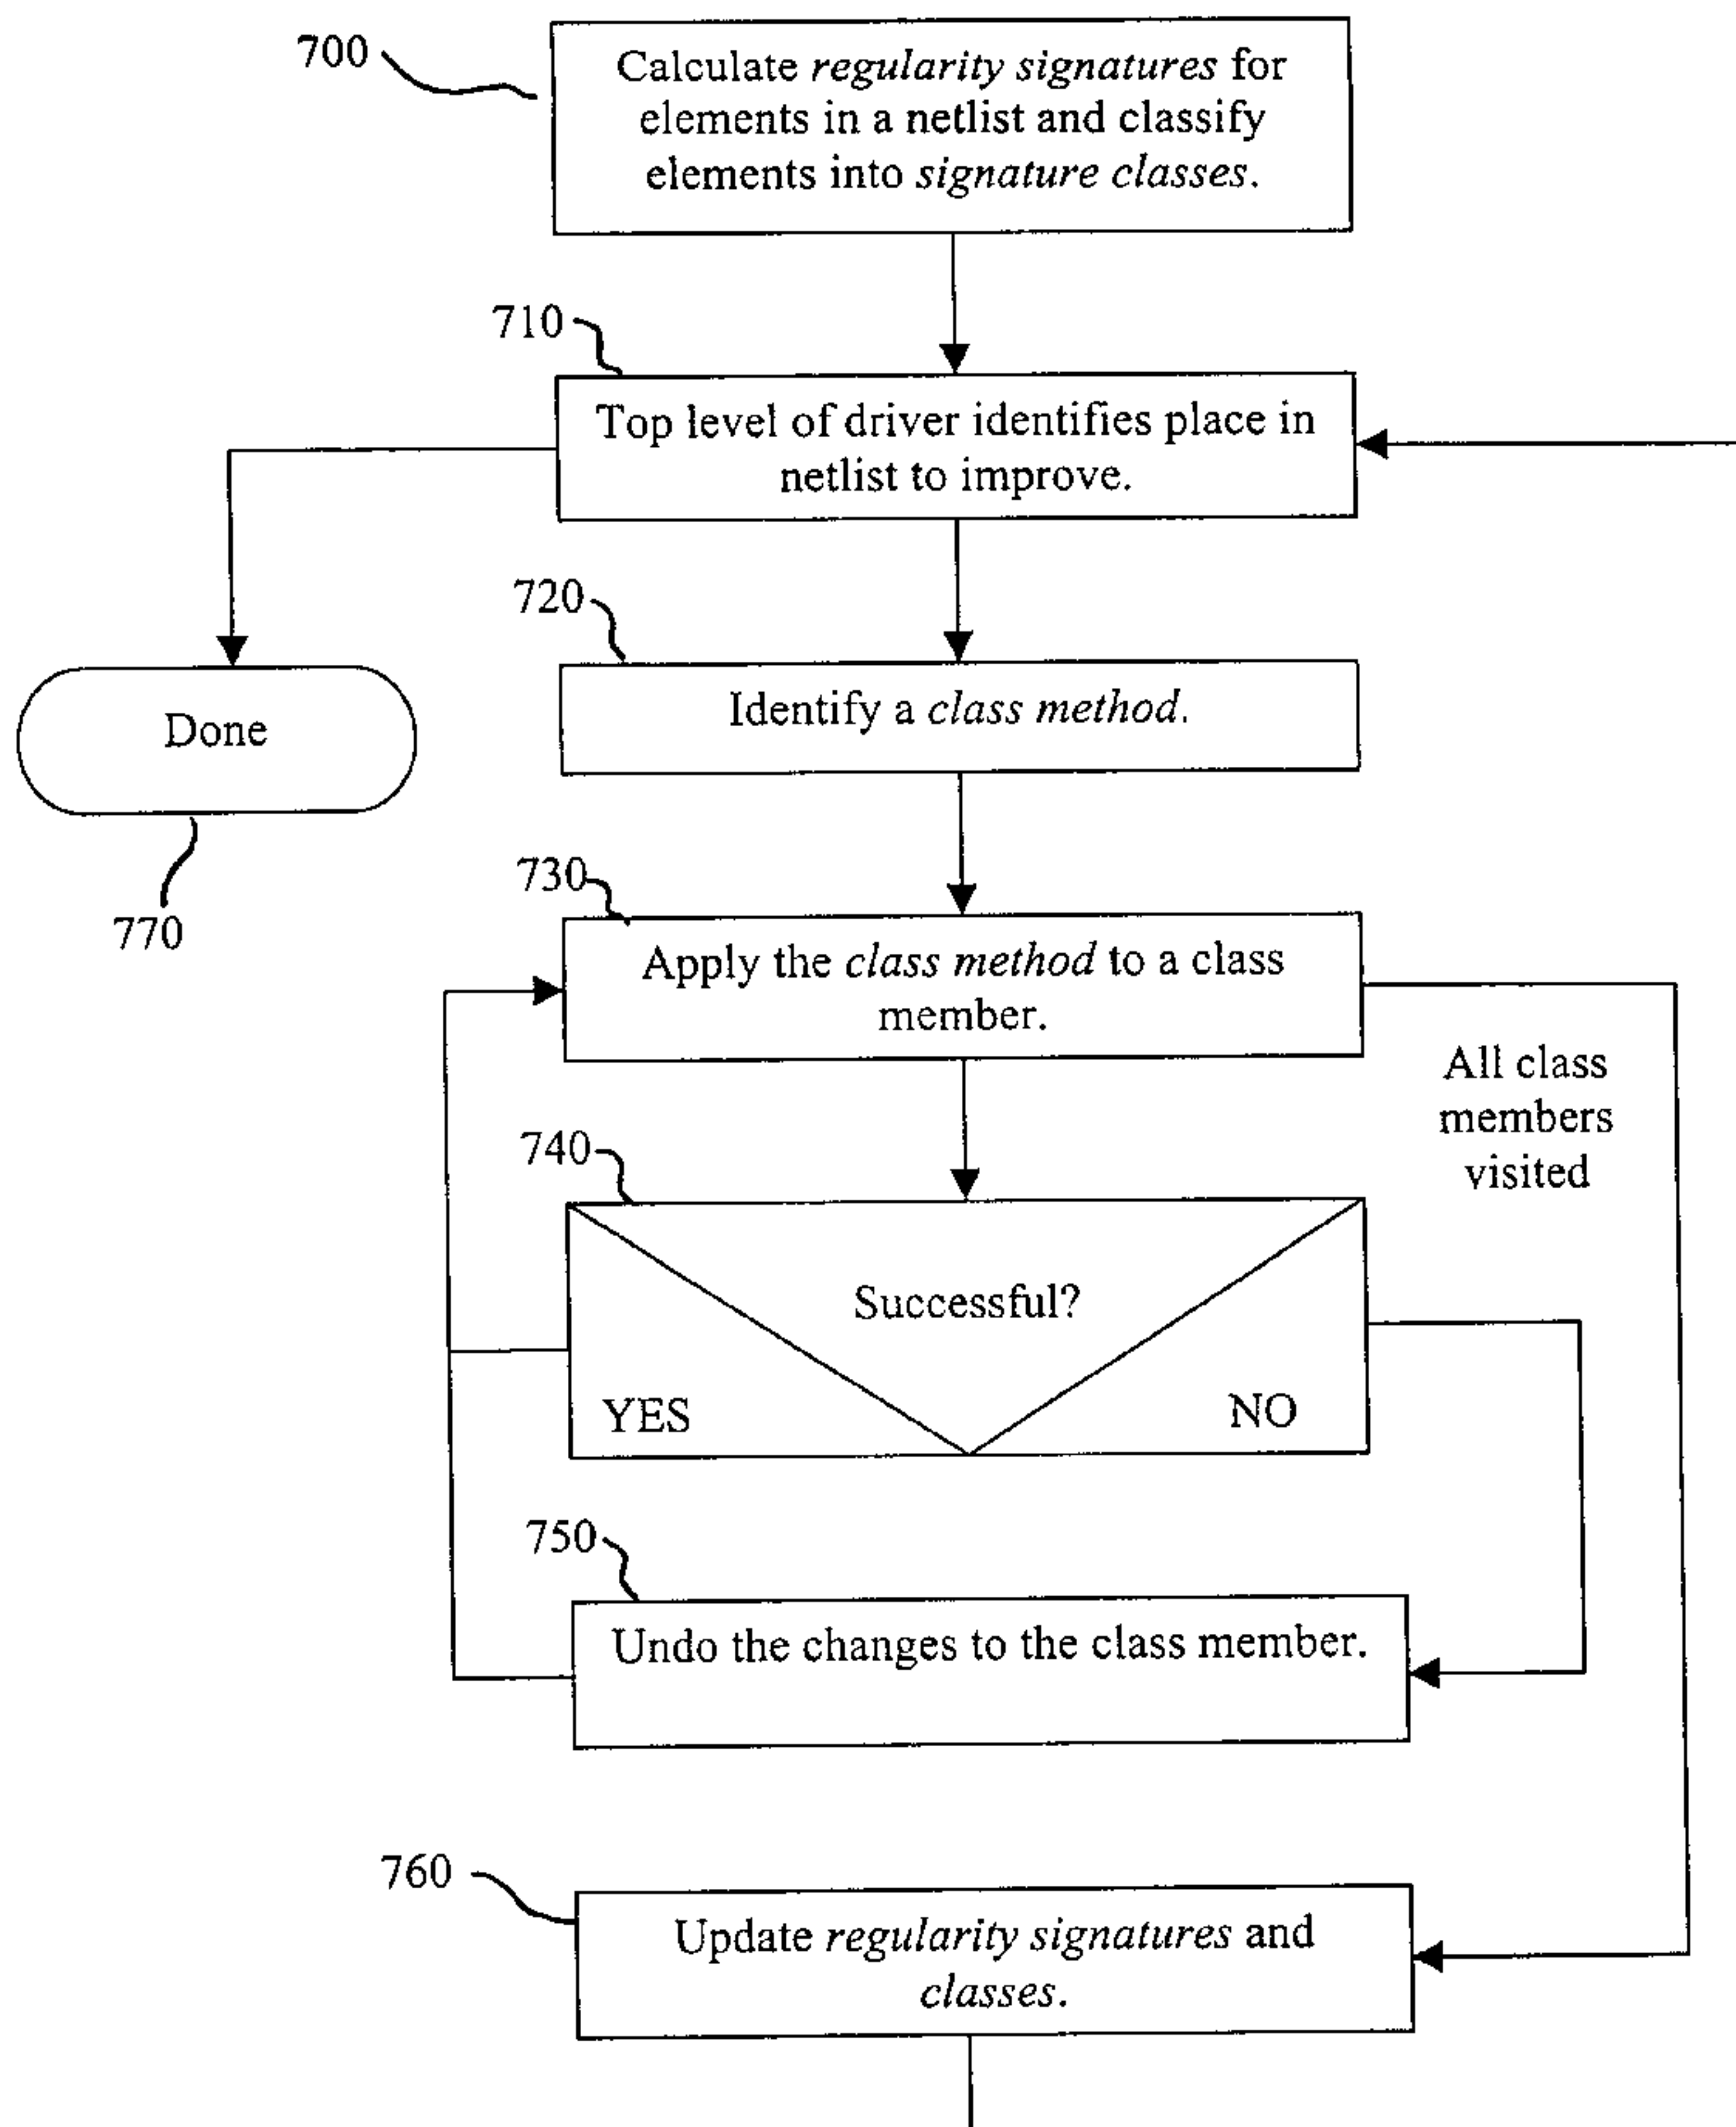 700
Calculate regularity signatures for
elements in a netlist and classify
elements into signature classes.
710
Top level of driver identifies place in
netlist to improve.
720
Identify a class method.
Done
770
730
Apply the class method to a class
member.
All class
members
visited
740
Successful?
YES
NO
750
Undo the changes to the class member.
760
Update regularity signatures and
classes.